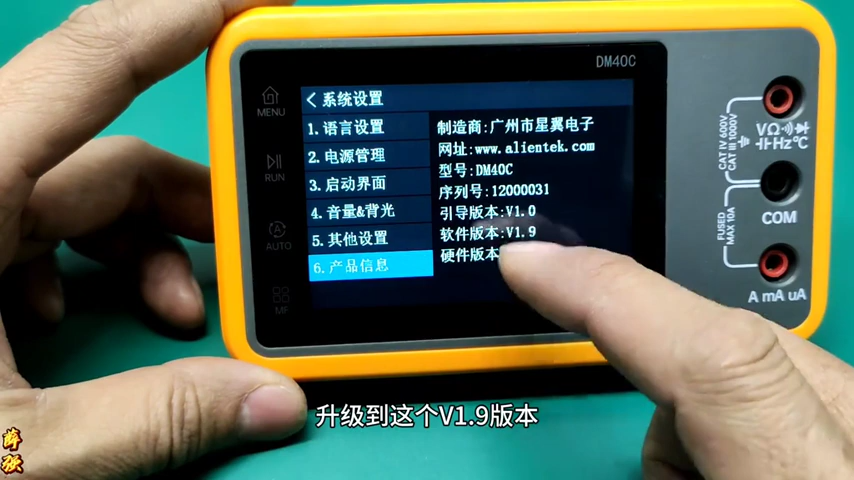 DM40C
MENU
RUN
AUTO
MF
系统设置
1.语言设置
2.电源管理
3.启动界面
4.音量&背光
5.其他设置
6.产品信息
制造商:广州市星翼电子
网址:www.alientek.com
型号:DM40C
序列号:12000031
引导版本:V1.0
软件版本:V1.9
硬件版本
CAT IV 600V
CAT III 1000V
VΩ
Hz℃
COM
FUSED
MAX 10A
A mA uA
升级到这个V1.9版本
薛强